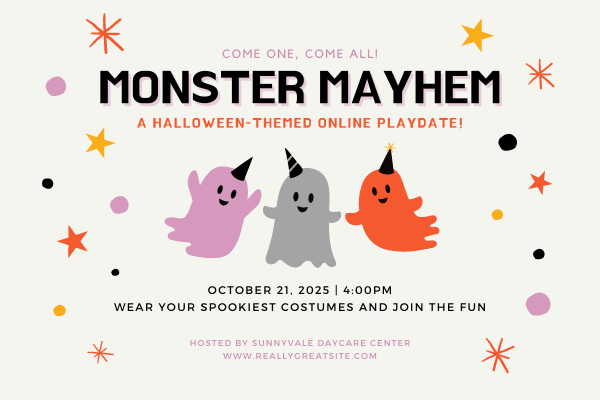 COME ONE, COME ALL!
MONSTER MAYHEM
A HALLOWEEN-THEMED ONLINE PLAYDATE!
OCTOBER 21, 2025 | 4:00PM
WEAR YOUR SPOOKIEST COSTUMES AND JOIN THE FUN
HOSTED BY SUNNYVALE DAYCARE CENTER
WWW.REALLYGREATSITE.COM